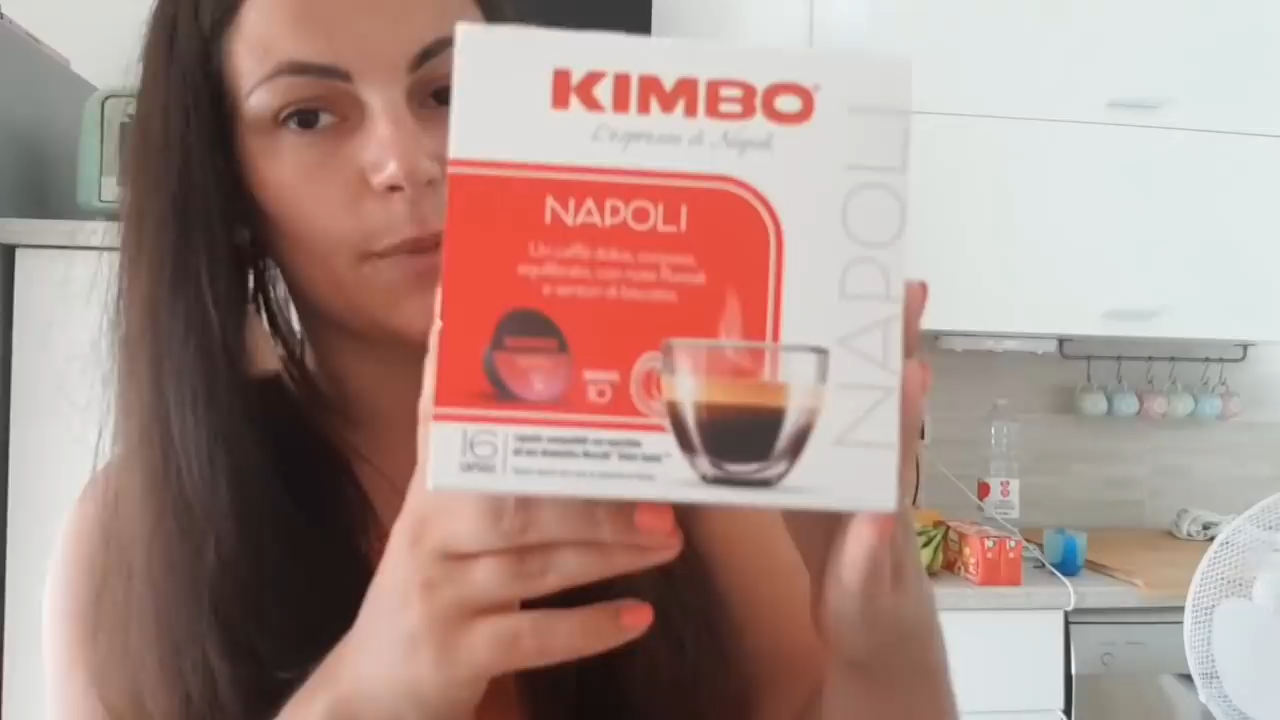 KIMBO
L'espresso di Napoli
NAPOLI
Un caffè dolce, corposo,
equilibrato, con note floreali
e sentori di biscotto.
10
16
CAPSULE
NAPOLI